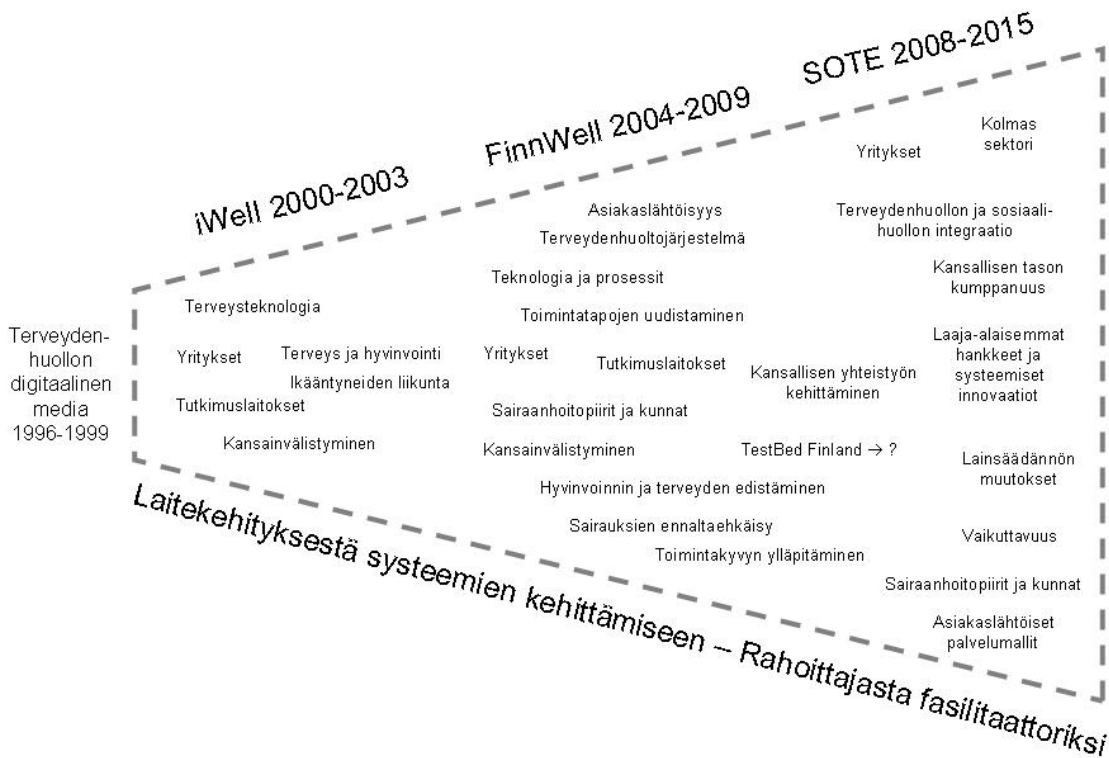 SOTE 2008-2015
FinnWell 2004-2009
iWell 2000-2003
Terveyden-
huollon
digitaalinen
media
1996-1999
Terveysteknologia
Yritykset
Terveys ja hyvinvointi
Ikääntyneiden liikunta
Tutkimuslaitokset
Kansainvälistyminen
Asiakaslähtöisyys
Terveydenhuoltojärjestelmä
Teknologia ja prosessit
Toimintatapojen uudistaminen
Yritykset
Tutkimuslaitokset
Sairaanhoitopiirit ja kunnat
Kansainvälistyminen
Hyvinvoinnin ja terveyden edistäminen
Sairauksien ennaltaehkäisy
Toimintakyvyn ylläpitäminen
Kansallisen yhteistyön
kehittäminen
TestBed Finland → ?
Yritykset
Kolmas
sektori
Terveydenhuollon ja sosiaali-
huollon integraatio
Kansallisen tason
kumppanuus
Laaja-alaisemmat
hankkeet ja
systeemiset
innovaatiot
Lainsäädännön
muutokset
Vaikuttavuus
Sairaanhoitopiirit ja kunnat
Asiakaslähtöiset
palvelumallit
Laitekehityksestä systeemien kehittämiseen – Rahoittajasta fasilitaattoriksi